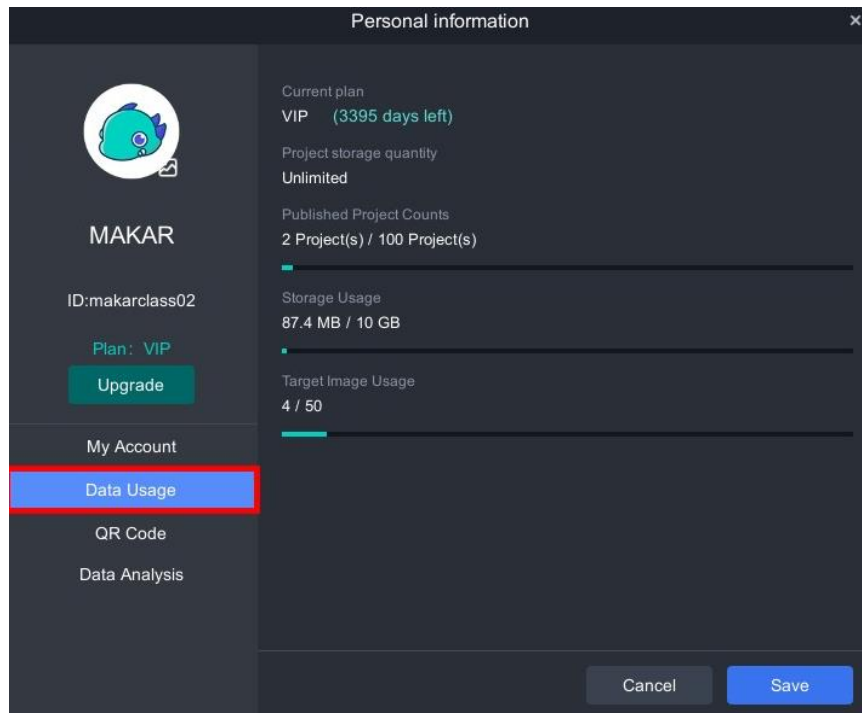 Personal information
×
MAKAR
ID:makarclass02
Plan: VIP
Upgrade
My Account
Data Usage
QR Code
Data Analysis
Current plan
VIP (3395 days left)
Project storage quantity
Unlimited
Published Project Counts
2 Project(s) / 100 Project(s)
Storage Usage
87.4 MB / 10 GB
Target Image Usage
4 / 50
Cancel
Save